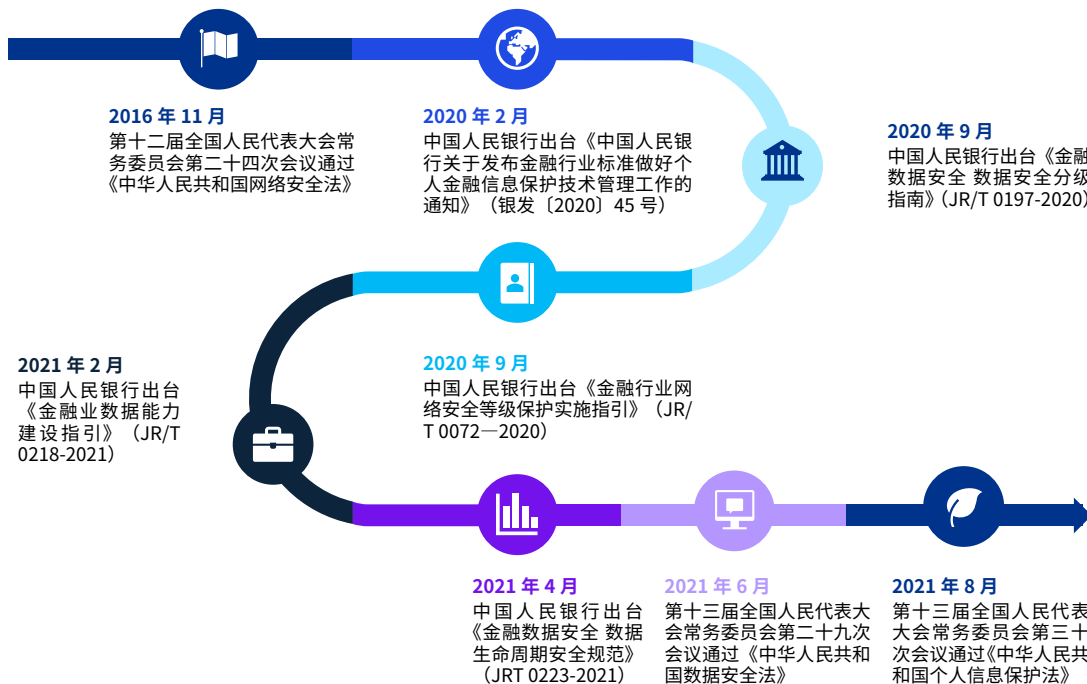 2016 年 11 月
第十二届全国人民代表大会常
务委员会第二十四次会议通过
《中华人民共和国网络安全法》
2020 年 2 月
中国人民银行出台《中国人民银
行关于发布金融行业标准做好个
人金融信息保护技术管理工作的
通知》（银发〔2020〕45 号）
2020 年 9 月
中国人民银行出台《金融
数据安全 数据安全分级
指南》（JR/T 0197-2020）
2020 年 9 月
中国人民银行出台《金融行业网
络安全等级保护实施指引》（JR/
T 0072—2020）
2021 年 2 月
中国人民银行出台
《金融业数据能力
建设指引》（JR/T
0218-2021）
2021 年 4 月
中国人民银行出台
《金融数据安全 数据
生命周期安全规范》
（JRT 0223-2021）
2021 年 6 月
第十三届全国人民代表大
会常务委员会第二十九次
会议通过《中华人民共和
国数据安全法》
2021 年 8 月
第十三届全国人民代表
大会常务委员会第三十
次会议通过《中华人民共
和国个人信息保护法》